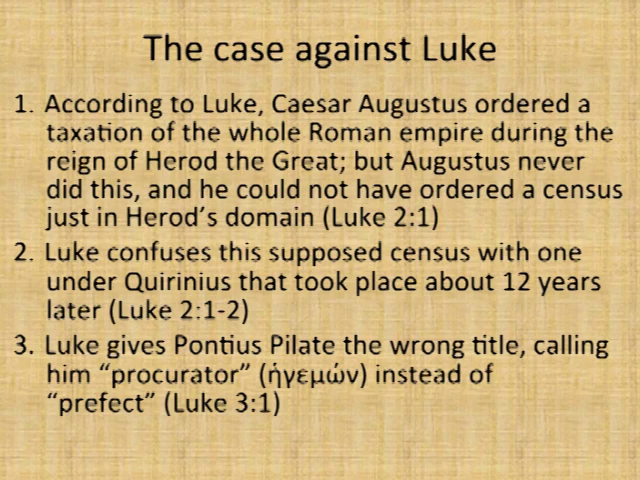 The case against Luke
1. According to Luke, Caesar Augustus ordered a
taxation of the whole Roman empire during the
reign of Herod the Great; but Augustus never
did this, and he could not have ordered a census
just in Herod's domain (Luke 2:1)
2. Luke confuses this supposed census with one
under Quirinius that took place about 12 years
later (Luke 2:1-2)
3. Luke gives Pontius Pilate the wrong title, calling
him “procurator” (ἡγεμών) instead of
“prefect” (Luke 3:1)